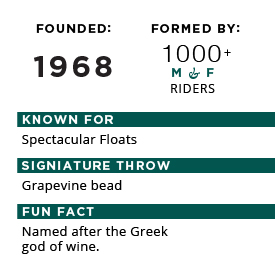 FOUNDED:
1968
FORMED BY:
1000+
M & F
RIDERS
KNOWN FOR
Spectacular Floats
SIGNIATURE THROW
Grapevine bead
FUN FACT
Named after the Greek
god of wine.